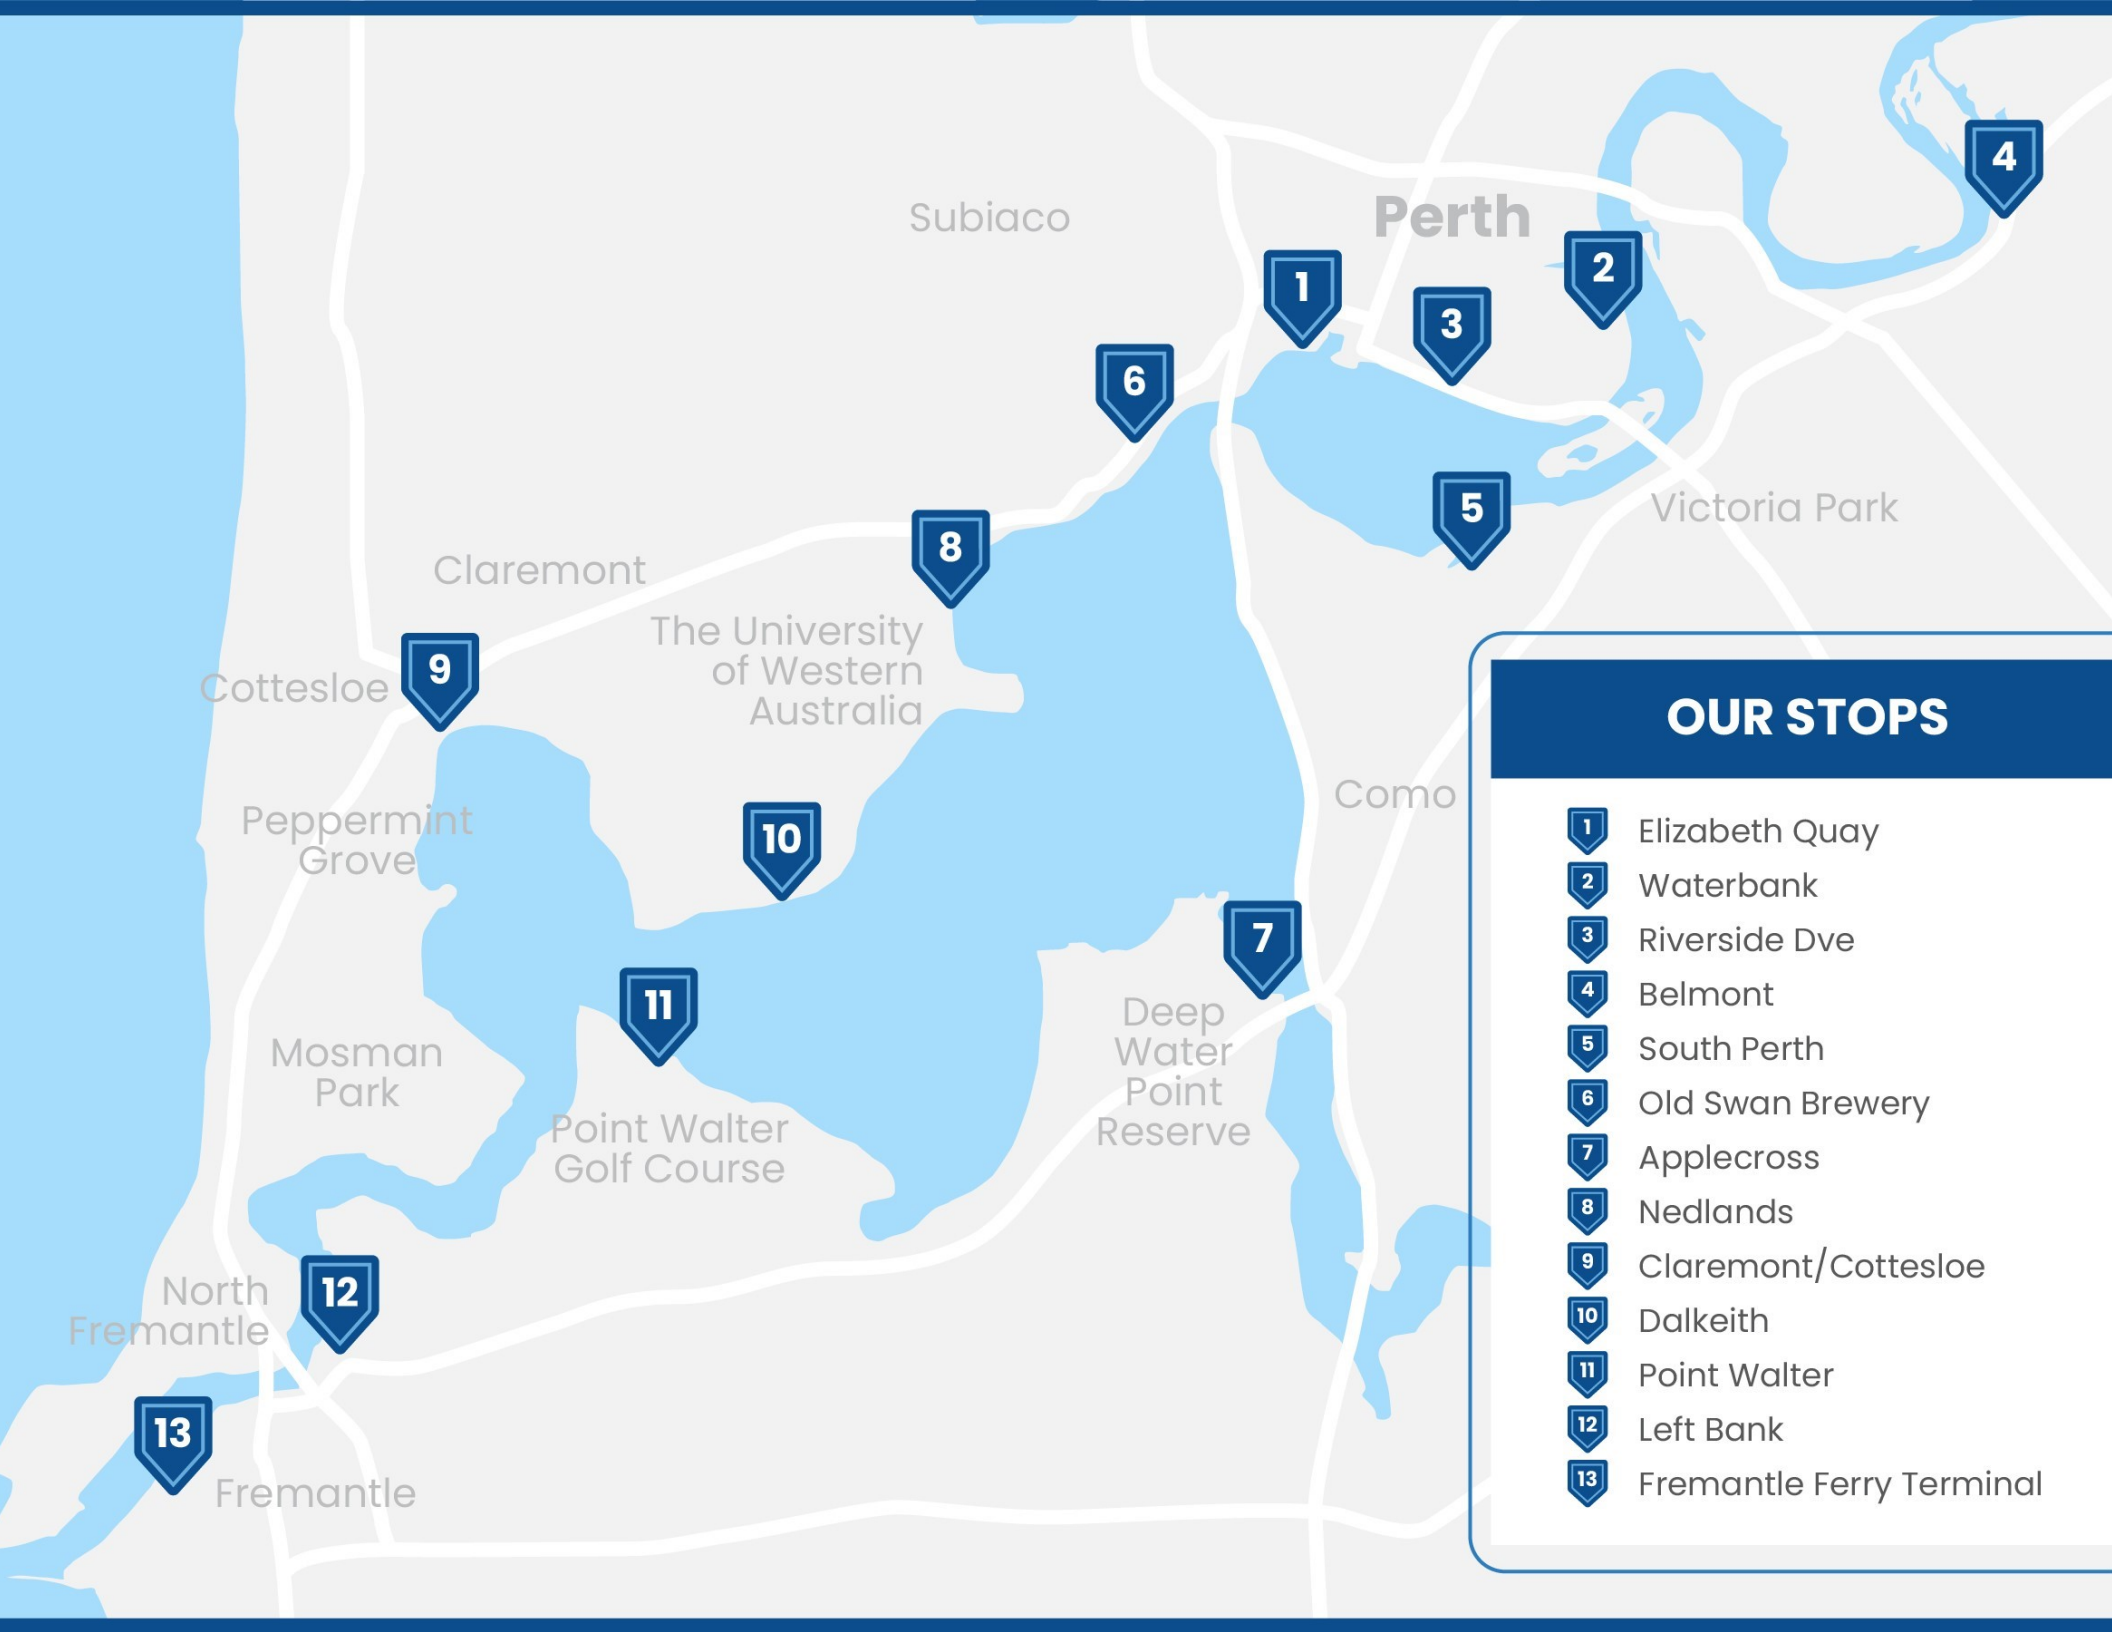 4
Subiaco
Perth
1
2
3
6
5
Victoria Park
8
Claremont
The University
of Western
Australia
9
Cottesloe
Como
Peppermint
Grove
10
7
11
Deep
Water
Point
Reserve
Mosman
Park
Point Walter
Golf Course
North
Fremantle
12
13
Fremantle
OUR STOPS
1 Elizabeth Quay
2 Waterbank
3 Riverside Dve
4 Belmont
5 South Perth
6 Old Swan Brewery
7 Applecross
8 Nedlands
9 Claremont/Cottesloe
10 Dalkeith
11 Point Walter
12 Left Bank
13 Fremantle Ferry Terminal